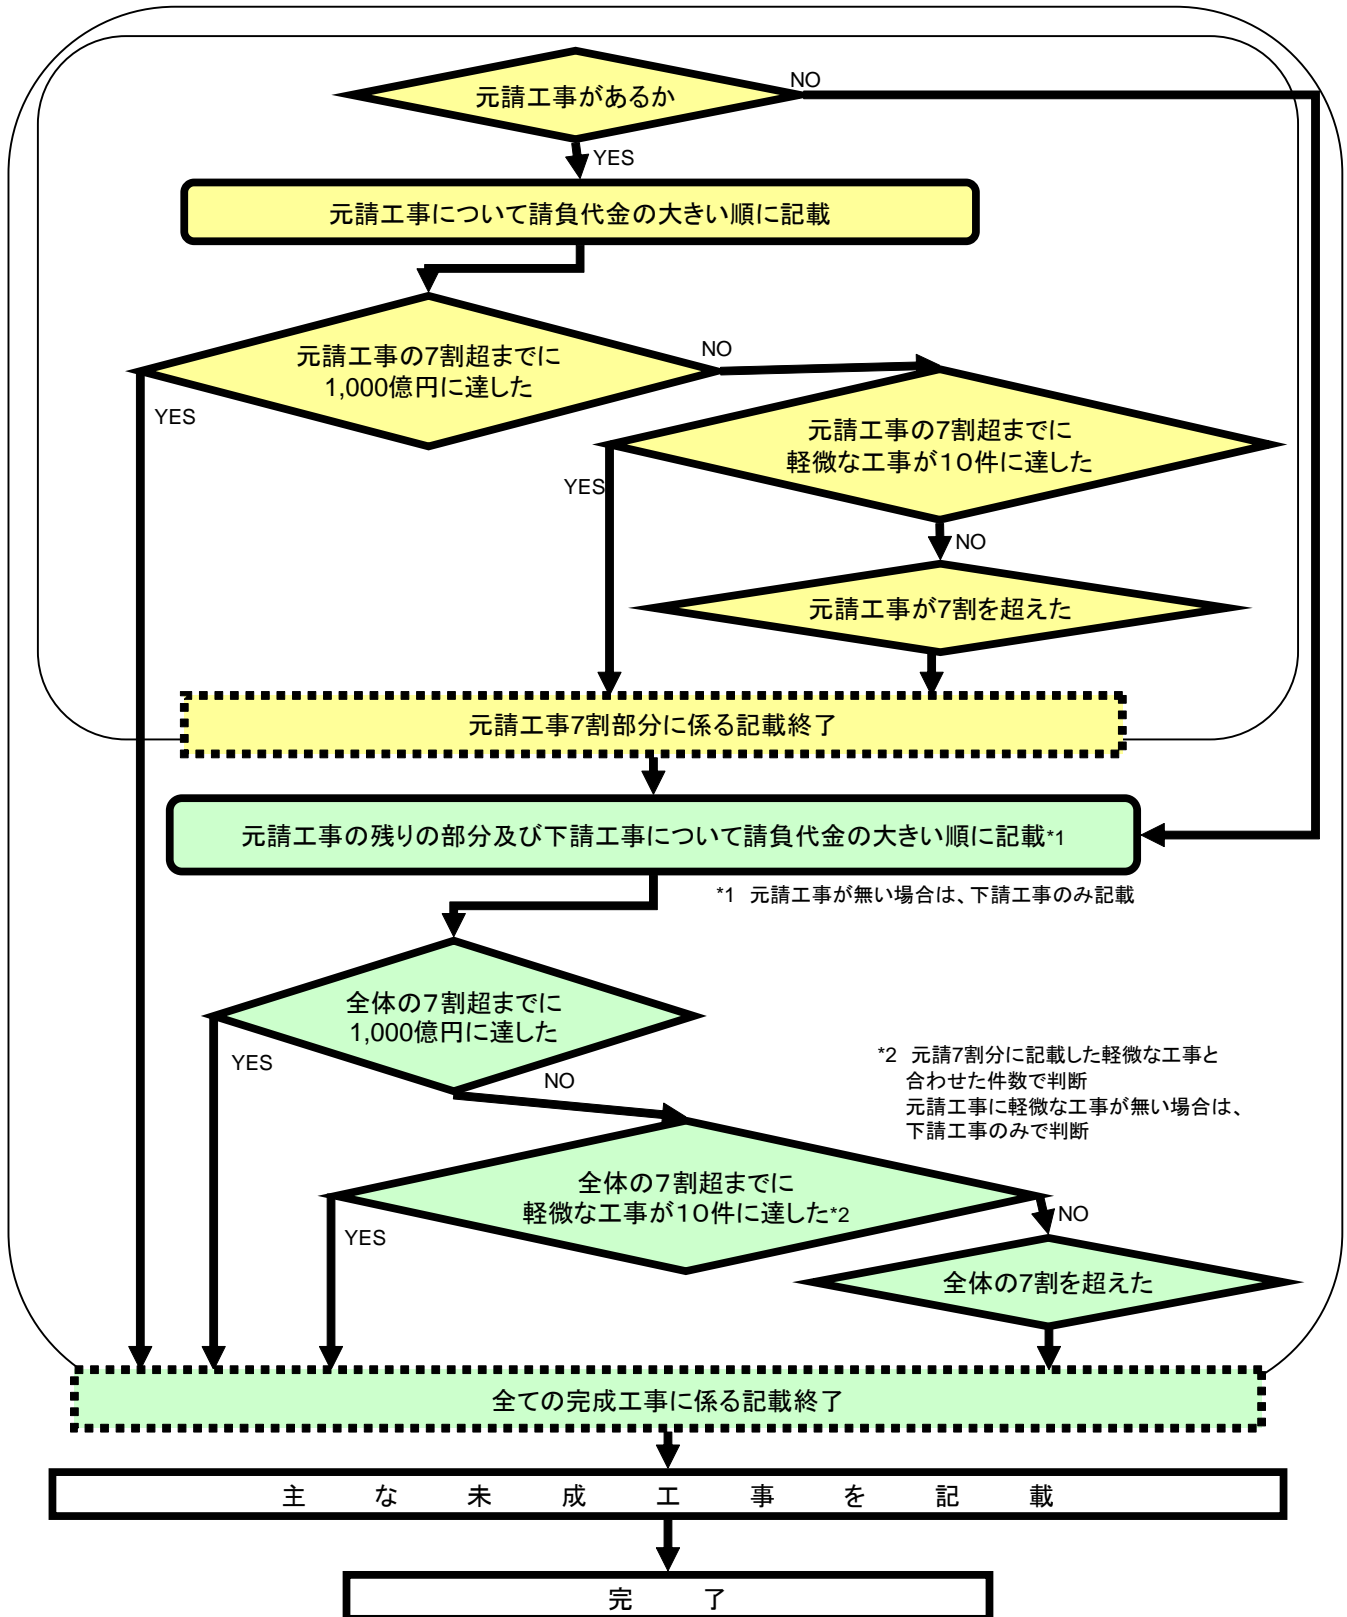 元請工事があるか
NO
YES
元請工事について請負代金の大きい順に記載
元請工事の7割超までに
1,000億円に達した
NO
YES
元請工事の7割超までに
軽微な工事が10件に達した
YES
NO
元請工事が7割を超えた
元請工事7割部分に係る記載終了
元請工事の残りの部分及び下請工事について請負代金の大きい順に記載*1
*1 元請工事が無い場合は、下請工事のみ記載
全体の7割超までに
1,000億円に達した
YES
NO
*2 元請7割分に記載した軽微な工事と
合わせた件数で判断
元請工事に軽微な工事が無い場合は、
下請工事のみで判断
全体の7割超までに
軽微な工事が10件に達した*2
YES
NO
全体の7割を超えた
全ての完成工事に係る記載終了
主な未成工事を記載
完了